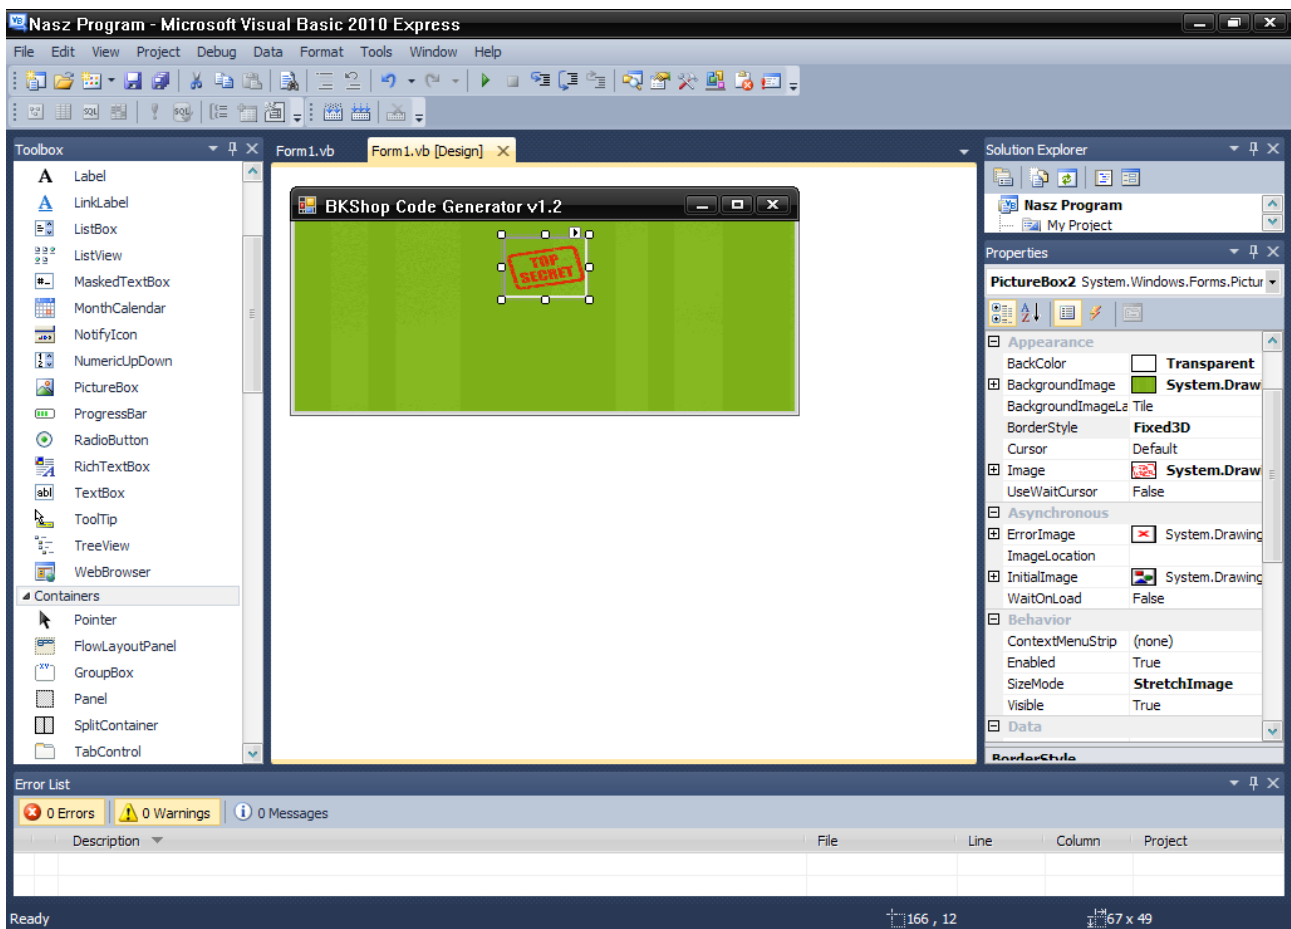 Nasz Program - Microsoft Visual Basic 2010 Express
File Edit View Project Debug Data Format Tools Window Help
Toolbox
Label
LinkLabel
ListBox
ListView
MaskedTextBox
MonthCalendar
NotifyIcon
NumericUpDown
PictureBox
ProgressBar
RadioButton
RichTextBox
TextBox
ToolTip
TreeView
WebBrowser
Containers
Pointer
FlowLayoutPanel
GroupBox
Panel
SplitContainer
TabControl
Form1.vb Form1.vb [Design]
BKShop Code Generator v1.2
TOP
SECRET
Solution Explorer
Nasz Program
My Project
Properties
PictureBox2 System.Windows.Forms.Pictur
Appearance
BackColor Transparent
BackgroundImage System.Draw
BackgroundImageLa Tile
BorderStyle Fixed3D
Cursor Default
Image System.Draw
UseWaitCursor False
Asynchronous
ErrorImage System.Drawing
ImageLocation
InitialImage System.Drawing
WaitOnLoad False
Behavior
ContextMenuStrip (none)
Enabled True
SizeMode StretchImage
Visible True
Data
BorderStyle
Error List
0 Errors 0 Warnings 0 Messages
Description File Line Column Project
Ready 166 , 12 67 x 49